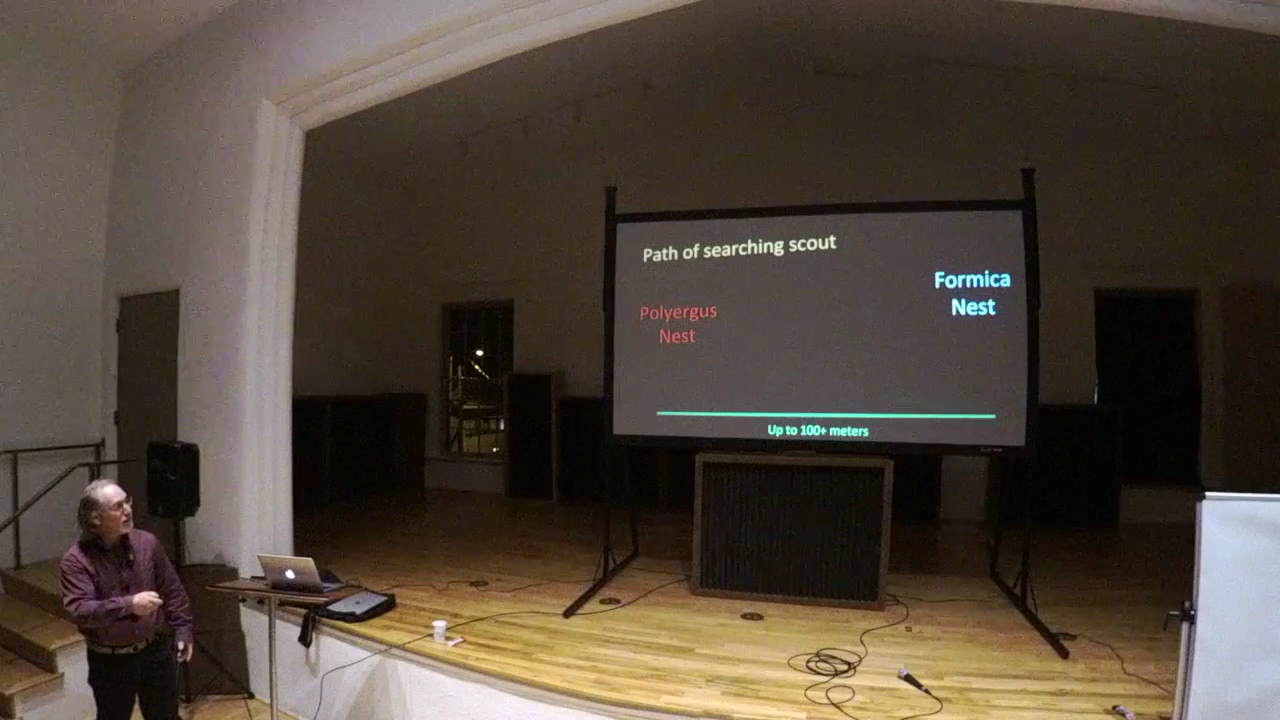 Path of searching scout
Formica
Nest
Polyergus
Nest
Up to 100+ meters